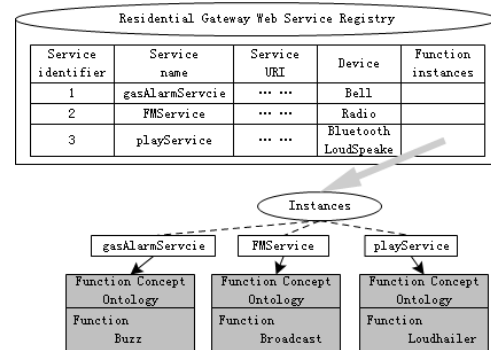 Residential Gateway Web Service Registry
Service identifier Service name Service URI Device Function instances
1 gasAlarmServcie … … Bell
2 FMService … … Radio
3 playService … … Bluetooth LoudSpeake
Instances
gasAlarmServcie FMService playService
Function Concept Ontology Function Concept Ontology Function Concept Ontology
Function Buzz Function Broadcast Function Loudhailer